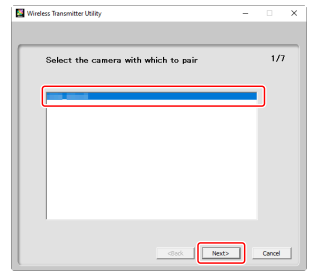 Wireless Transmitter Utility
Select the camera with which to pair 1/7
<Back Next> Cancel